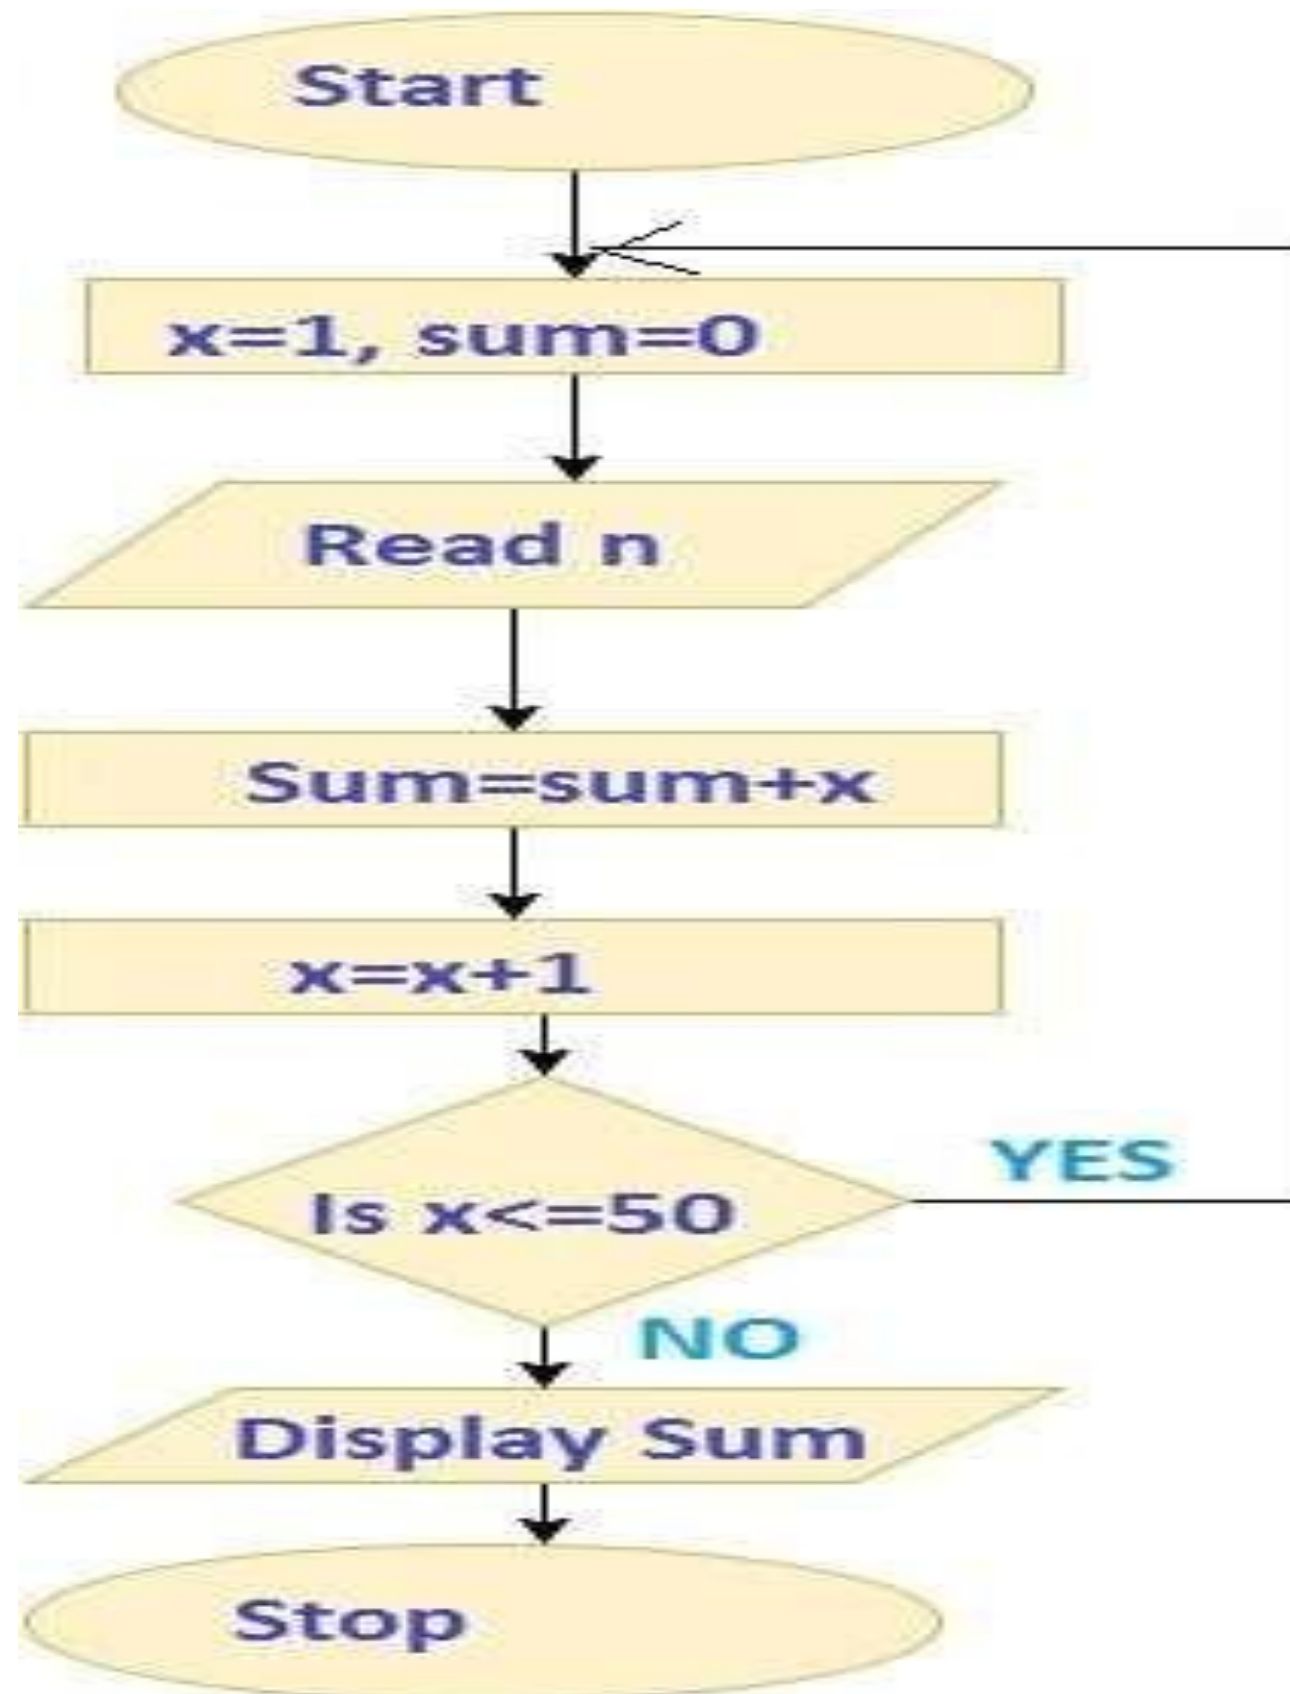 Start
x=1, sum=0
Read n
Sum=sum+x
x=x+1
Is x<=50
YES
NO
Display Sum
Stop